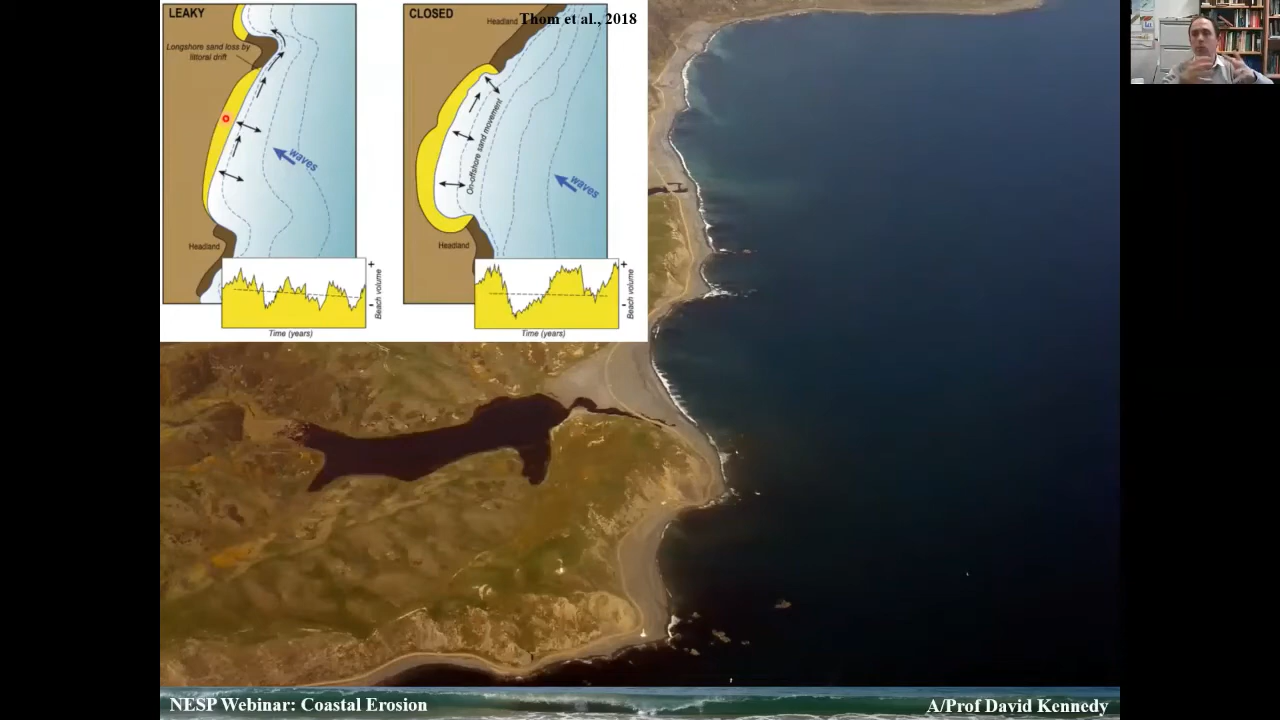 LEAKY
Longshore sand loss by
littoral drift
waves
Headland
+
-
Beach volume
Time (years)
CLOSED
Headland
Thom et al., 2018
On-offshore sand movement
waves
Headland
+
-
Beach volume
Time (years)
NESP Webinar: Coastal Erosion
A/Prof David Kennedy